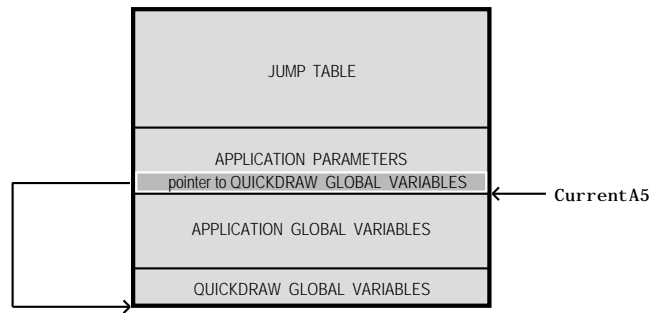 JUMP TABLE
APPLICATION PARAMETERS
pointer to QUICKDRAW GLOBAL VARIABLES
CurrentA5
APPLICATION GLOBAL VARIABLES
QUICKDRAW GLOBAL VARIABLES